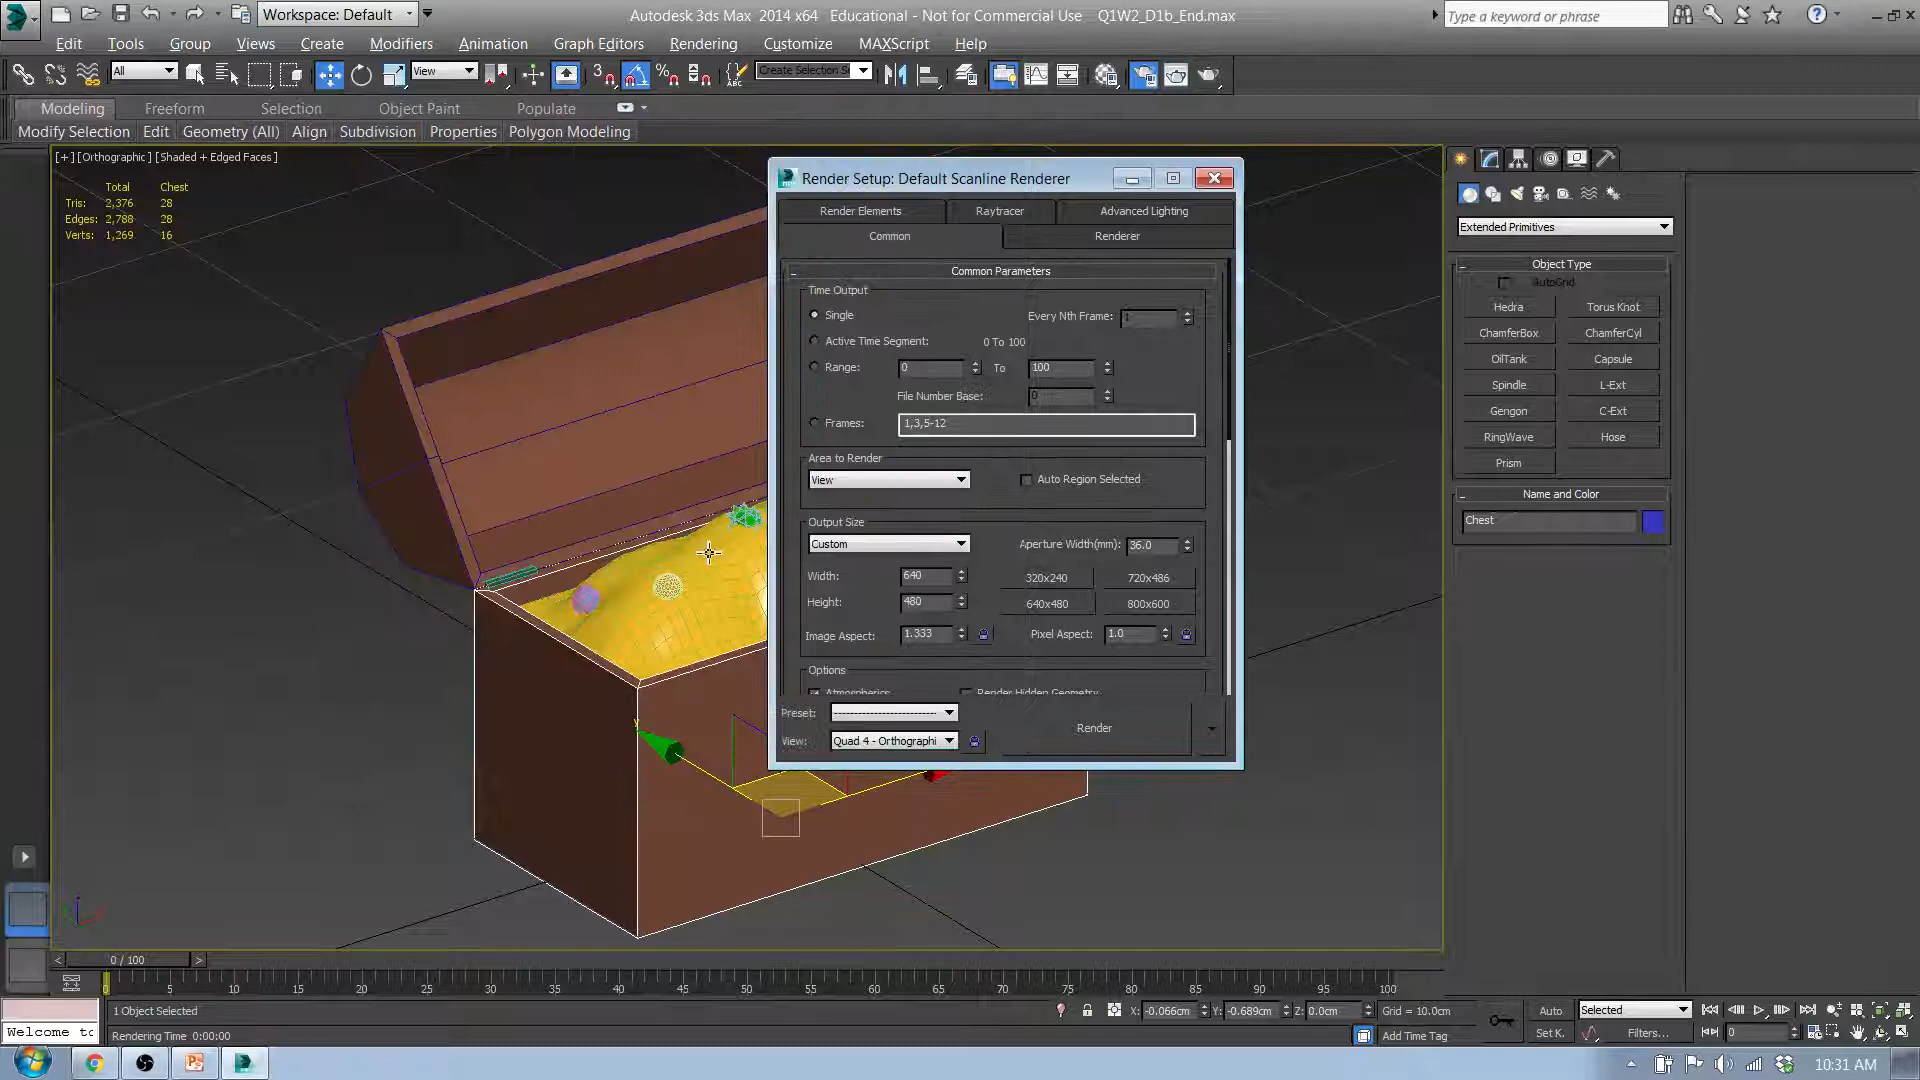 Workspace: Default
Autodesk 3ds Max 2014 x64 Educational - Not for Commercial Use Q1W2_D1b_End.max
Type a keyword or phrase
Edit Tools Group Views Create Modifiers Animation Graph Editors Rendering Customize MAXScript Help
All View Create Selection S
Modeling Freeform Selection Object Paint Populate
Modify Selection Edit Geometry (All) Align Subdivision Properties Polygon Modeling
[+] [Orthographic] [Shaded + Edged Faces]
Total Chest
Tris: 2,376 28
Edges: 2,788 28
Verts: 1,269 16
Render Setup: Default Scanline Renderer
Render Elements Raytracer Advanced Lighting
Common Renderer
Common Parameters
Time Output
Single Every Nth Frame: 1
Active Time Segment: 0 To 100
Range: 0 To 100
File Number Base: 0
Frames: 1,3,5-12
Area to Render
View Auto Region Selected
Output Size
Custom Aperture Width(mm): 36.0
Width: 640 320x240 720x486
Height: 480 640x480 800x600
Image Aspect: 1.333 Pixel Aspect: 1.0
Options
Atmospherics Render Hidden Geometry
Preset:
View: Quad 4 - Orthographi Render
Extended Primitives
Object Type
AutoGrid
Hedra Torus Knot
ChamferBox ChamferCyl
OilTank Capsule
Spindle L-Ext
Gengon C-Ext
RingWave Hose
Prism
Name and Color
Chest
y
< 0 / 100 >
0 5 10 15 20 25 30 35 40 45 50 55 60 65 70 75 80 85 90 95 100
1 Object Selected X: -0.066cm Y: -0.689cm Z: 0.0cm Grid = 10.0cm Auto Selected
Welcome to Rendering Time 0:00:00 Add Time Tag Set K. Filters... 0
10:31 AM